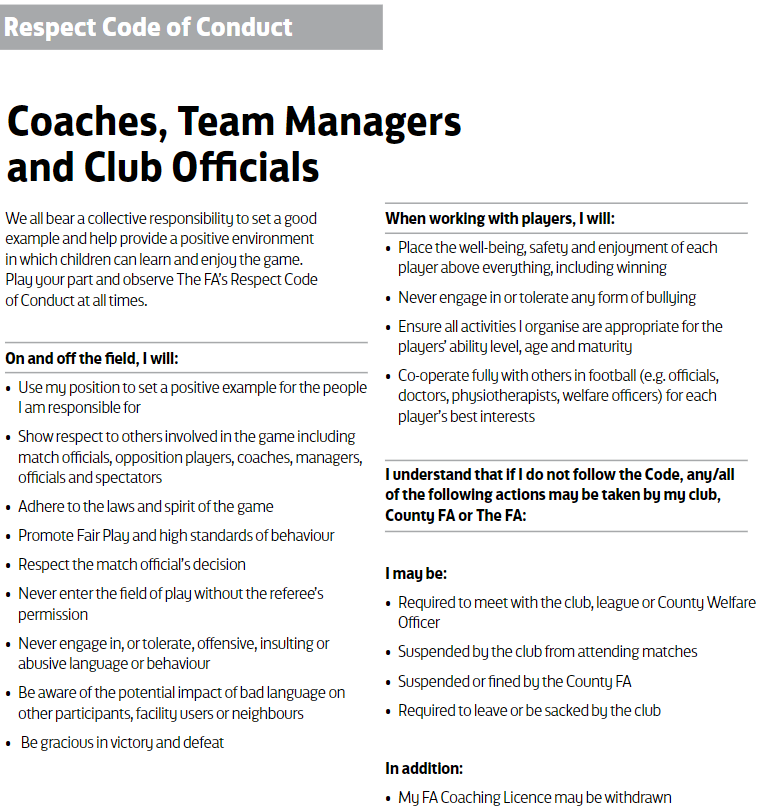 Respect Code of Conduct
Coaches, Team Managers
and Club Officials
We all bear a collective responsibility to set a good
example and help provide a positive environment
in which children can learn and enjoy the game.
Play your part and observe The FA's Respect Code
of Conduct at all times.
On and off the field, I will:
• Use my position to set a positive example for the people
I am responsible for
• Show respect to others involved in the game including
match officials, opposition players, coaches, managers,
officials and spectators
• Adhere to the laws and spirit of the game
• Promote Fair Play and high standards of behaviour
• Respect the match official's decision
• Never enter the field of play without the referee's
permission
• Never engage in, or tolerate, offensive, insulting or
abusive language or behaviour
• Be aware of the potential impact of bad language on
other participants, facility users or neighbours
• Be gracious in victory and defeat
When working with players, I will:
• Place the well-being, safety and enjoyment of each
player above everything, including winning
• Never engage in or tolerate any form of bullying
• Ensure all activities I organise are appropriate for the
players' ability level, age and maturity
• Co-operate fully with others in football (e.g. officials,
doctors, physiotherapists, welfare officers) for each
player's best interests
I understand that if I do not follow the Code, any/all
of the following actions may be taken by my club,
County FA or The FA:
I may be:
• Required to meet with the club, league or County Welfare
Officer
• Suspended by the club from attending matches
• Suspended or fined by the County FA
• Required to leave or be sacked by the club
In addition:
• My FA Coaching Licence may be withdrawn